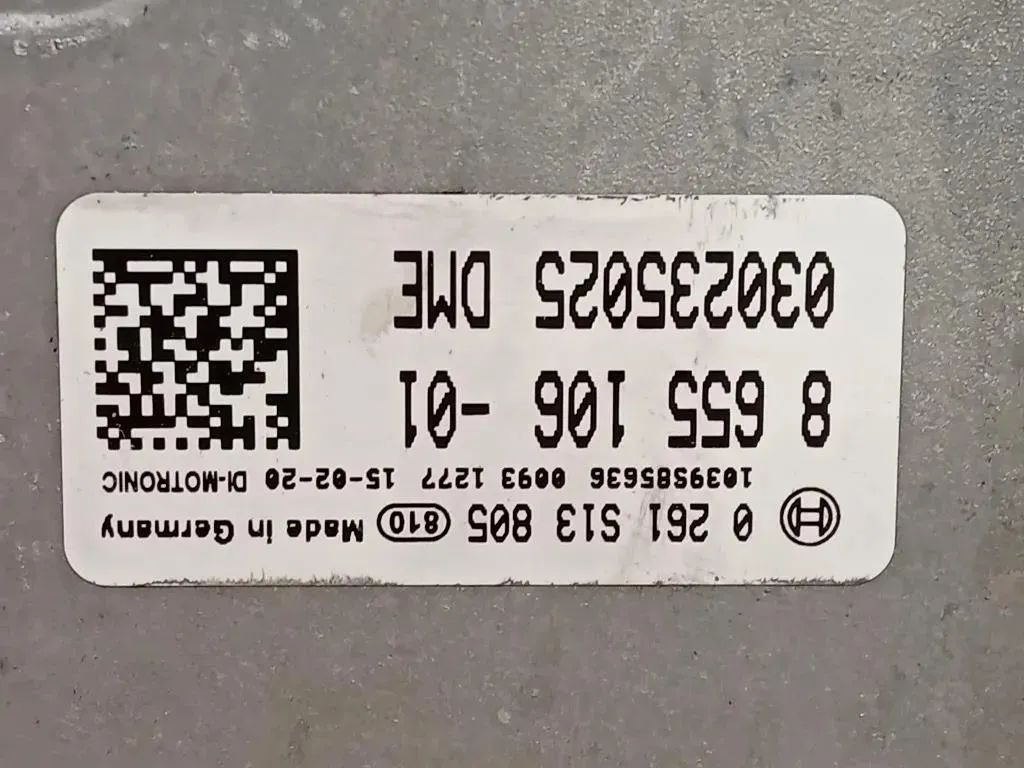 0 261 S13 805 810 Made in Germany
1039S85636 0093 1277 15-02-20 DI-MOTRONIC
8 655 106 -01
030235025 DME